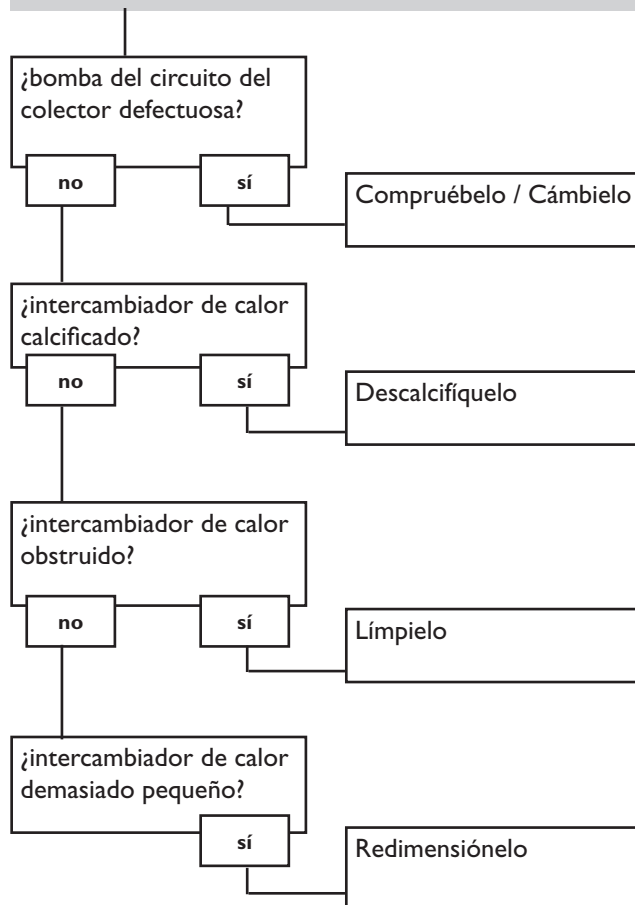 ¿bomba del circuito del
colector defectuosa?
no
sí
Compruébelo / Cámbielo
¿intercambiador de calor
calcificado?
no
sí
Descalcifíquelo
¿intercambiador de calor
obstruido?
no
sí
Límpielo
¿intercambiador de calor
demasiado pequeño?
sí
Redimensiónelo